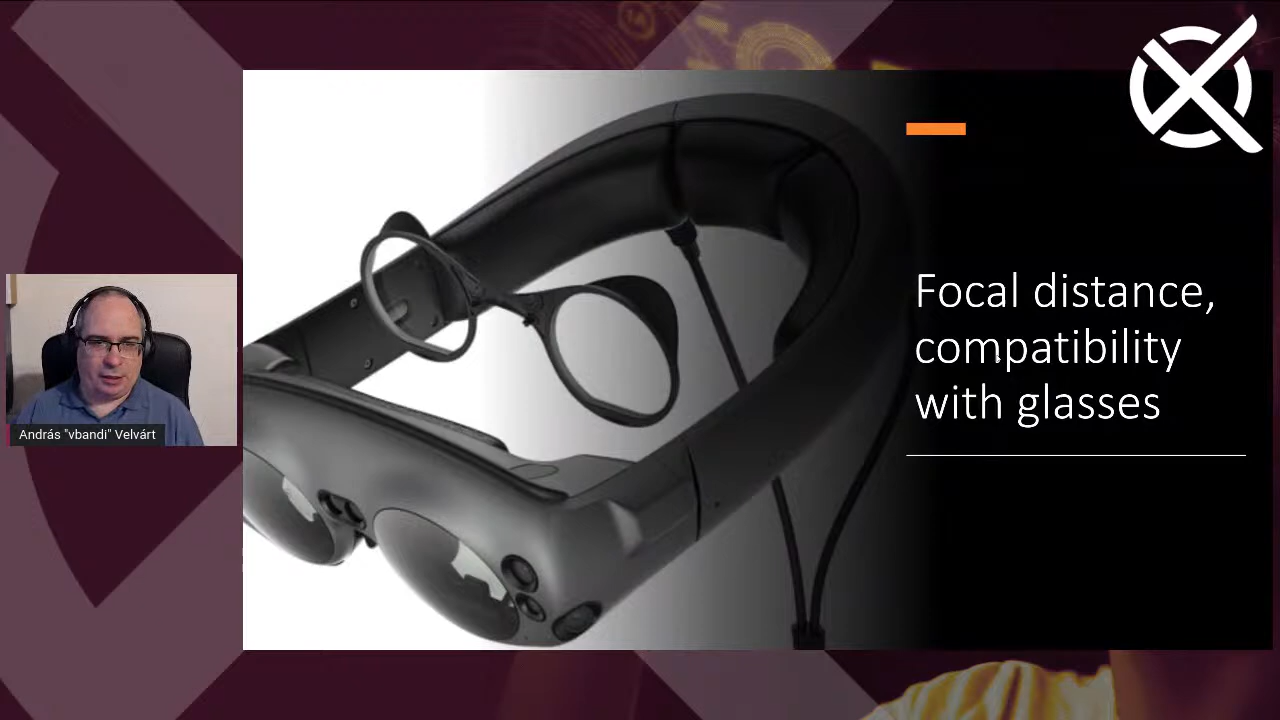 Focal distance,
compatibility
with glasses
András "vbandi" Velvárt